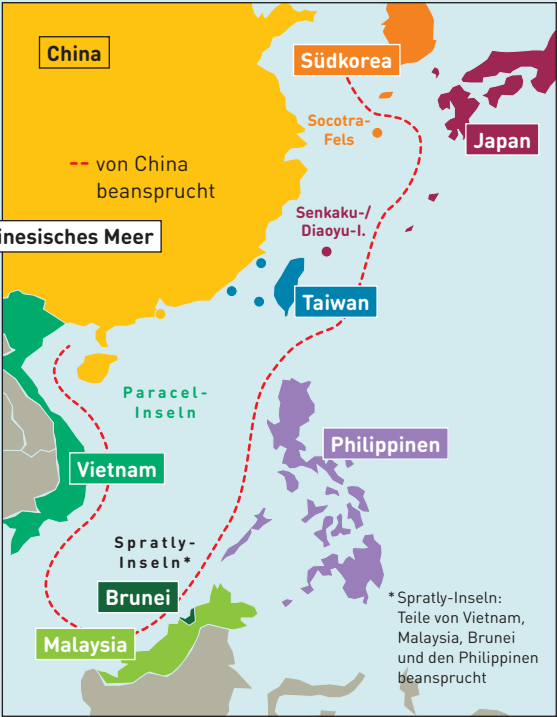 China
Südkorea
Socotra-
Fels
Japan
-- von China
beansprucht
Senkaku-/
Diaoyu-I.
inesisches Meer
Taiwan
Paracel-
Inseln
Philippinen
Vietnam
Spratly-
Inseln*
Brunei
Malaysia
* Spratly-Inseln:
Teile von Vietnam,
Malaysia, Brunei
und den Philippinen
beansprucht